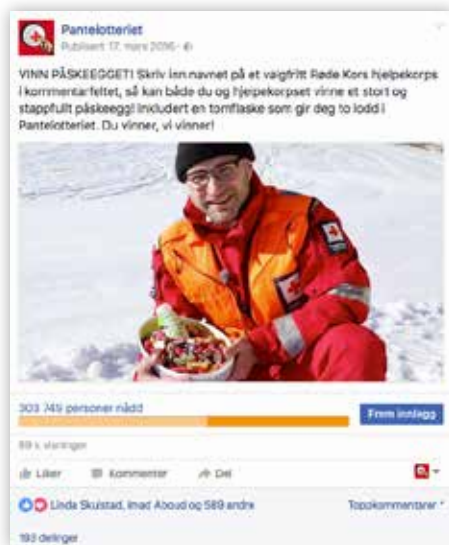 Pantelotteriet
Publisert 17. mars 2016
VINN PÅSKEEGGET! Skriv inn navnet på et valgfritt Røde Kors hjelpekorps
i kommentarfeltet, så kan både du og hjelpekorpset vinne et stort og
stappfullt påskeegg! Inkludert en tomflaske som gir deg to lodd i
Pantelotteriet. Du vinner, vi vinner!
303 745 personer nådd
Frem innlegg
visninger
Liker Kommenter Del
Linda Skulstad, Imad Aboud og 589 andre
Toppkommentarer
193 delinger